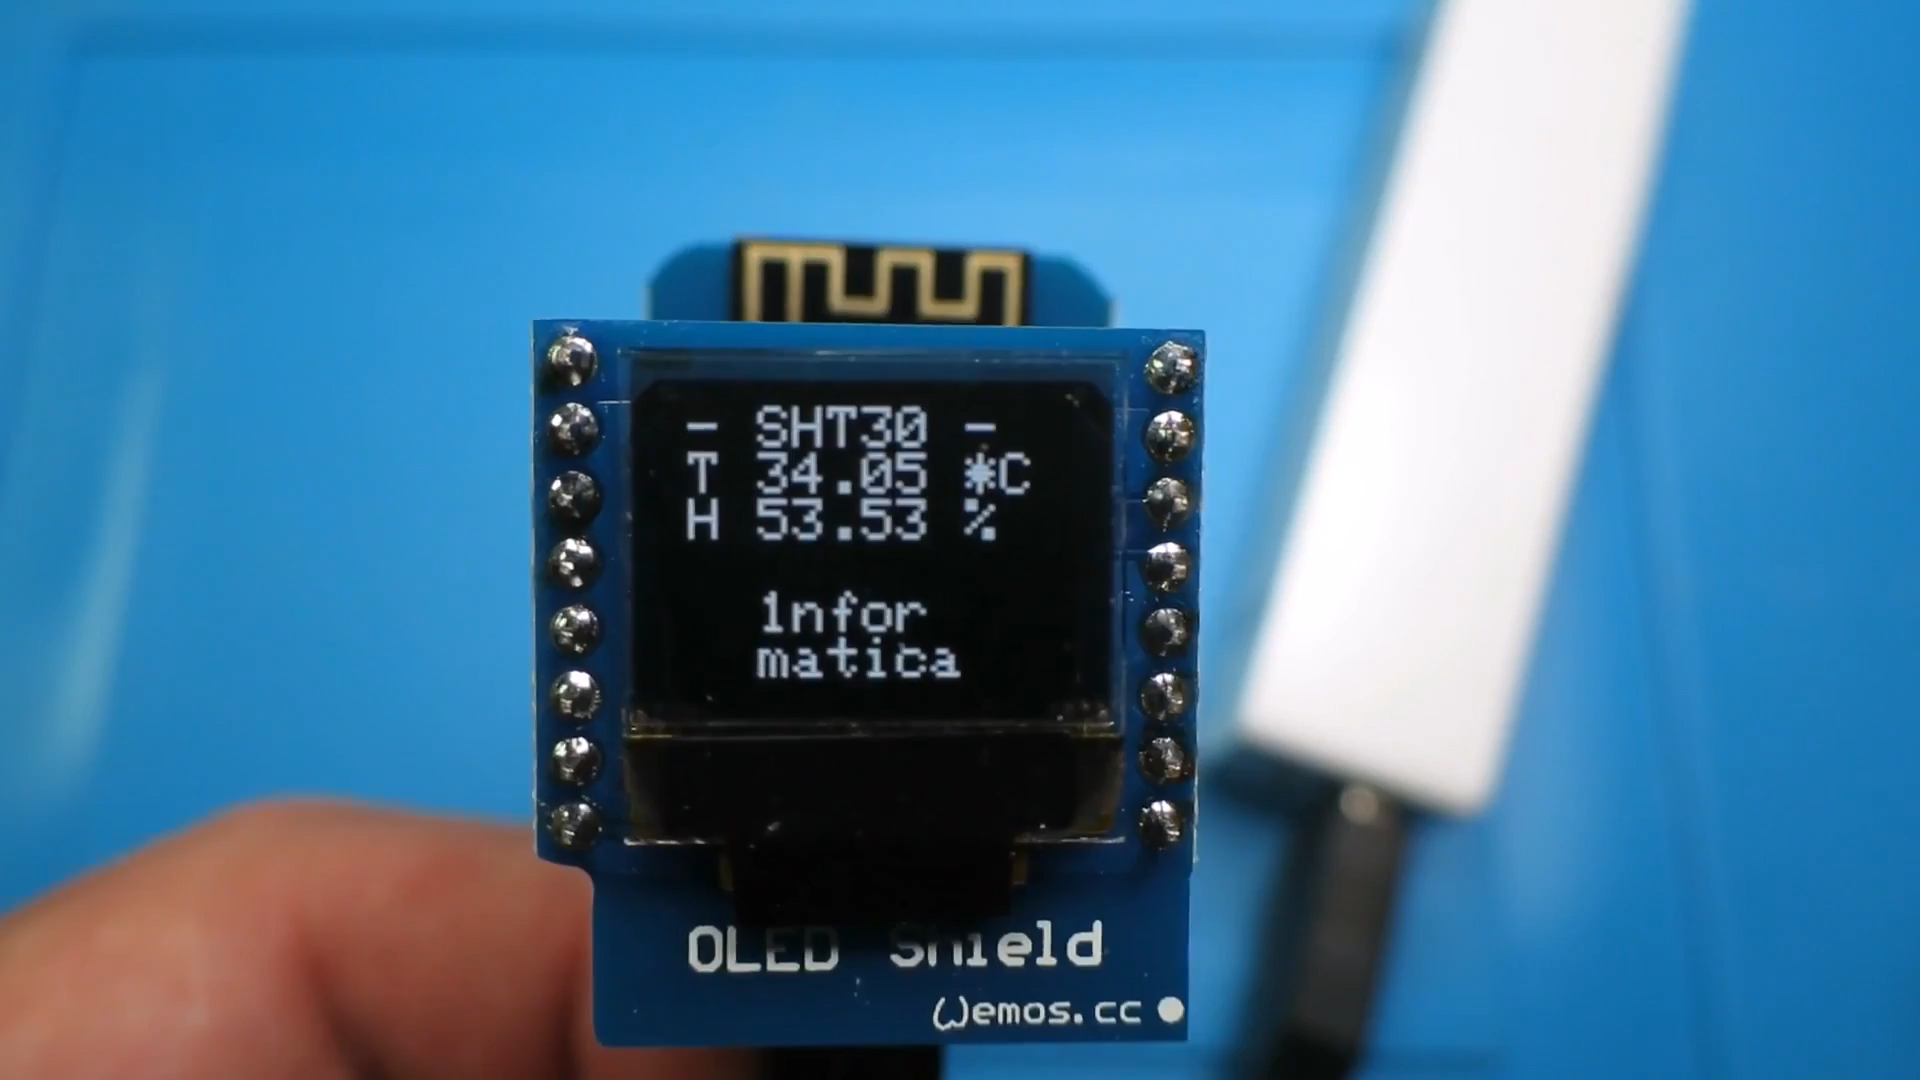 - SHT30 -
T 34.05 *C
H 53.53 %
1nfor
matica
OLED Shield
Wemos.cc